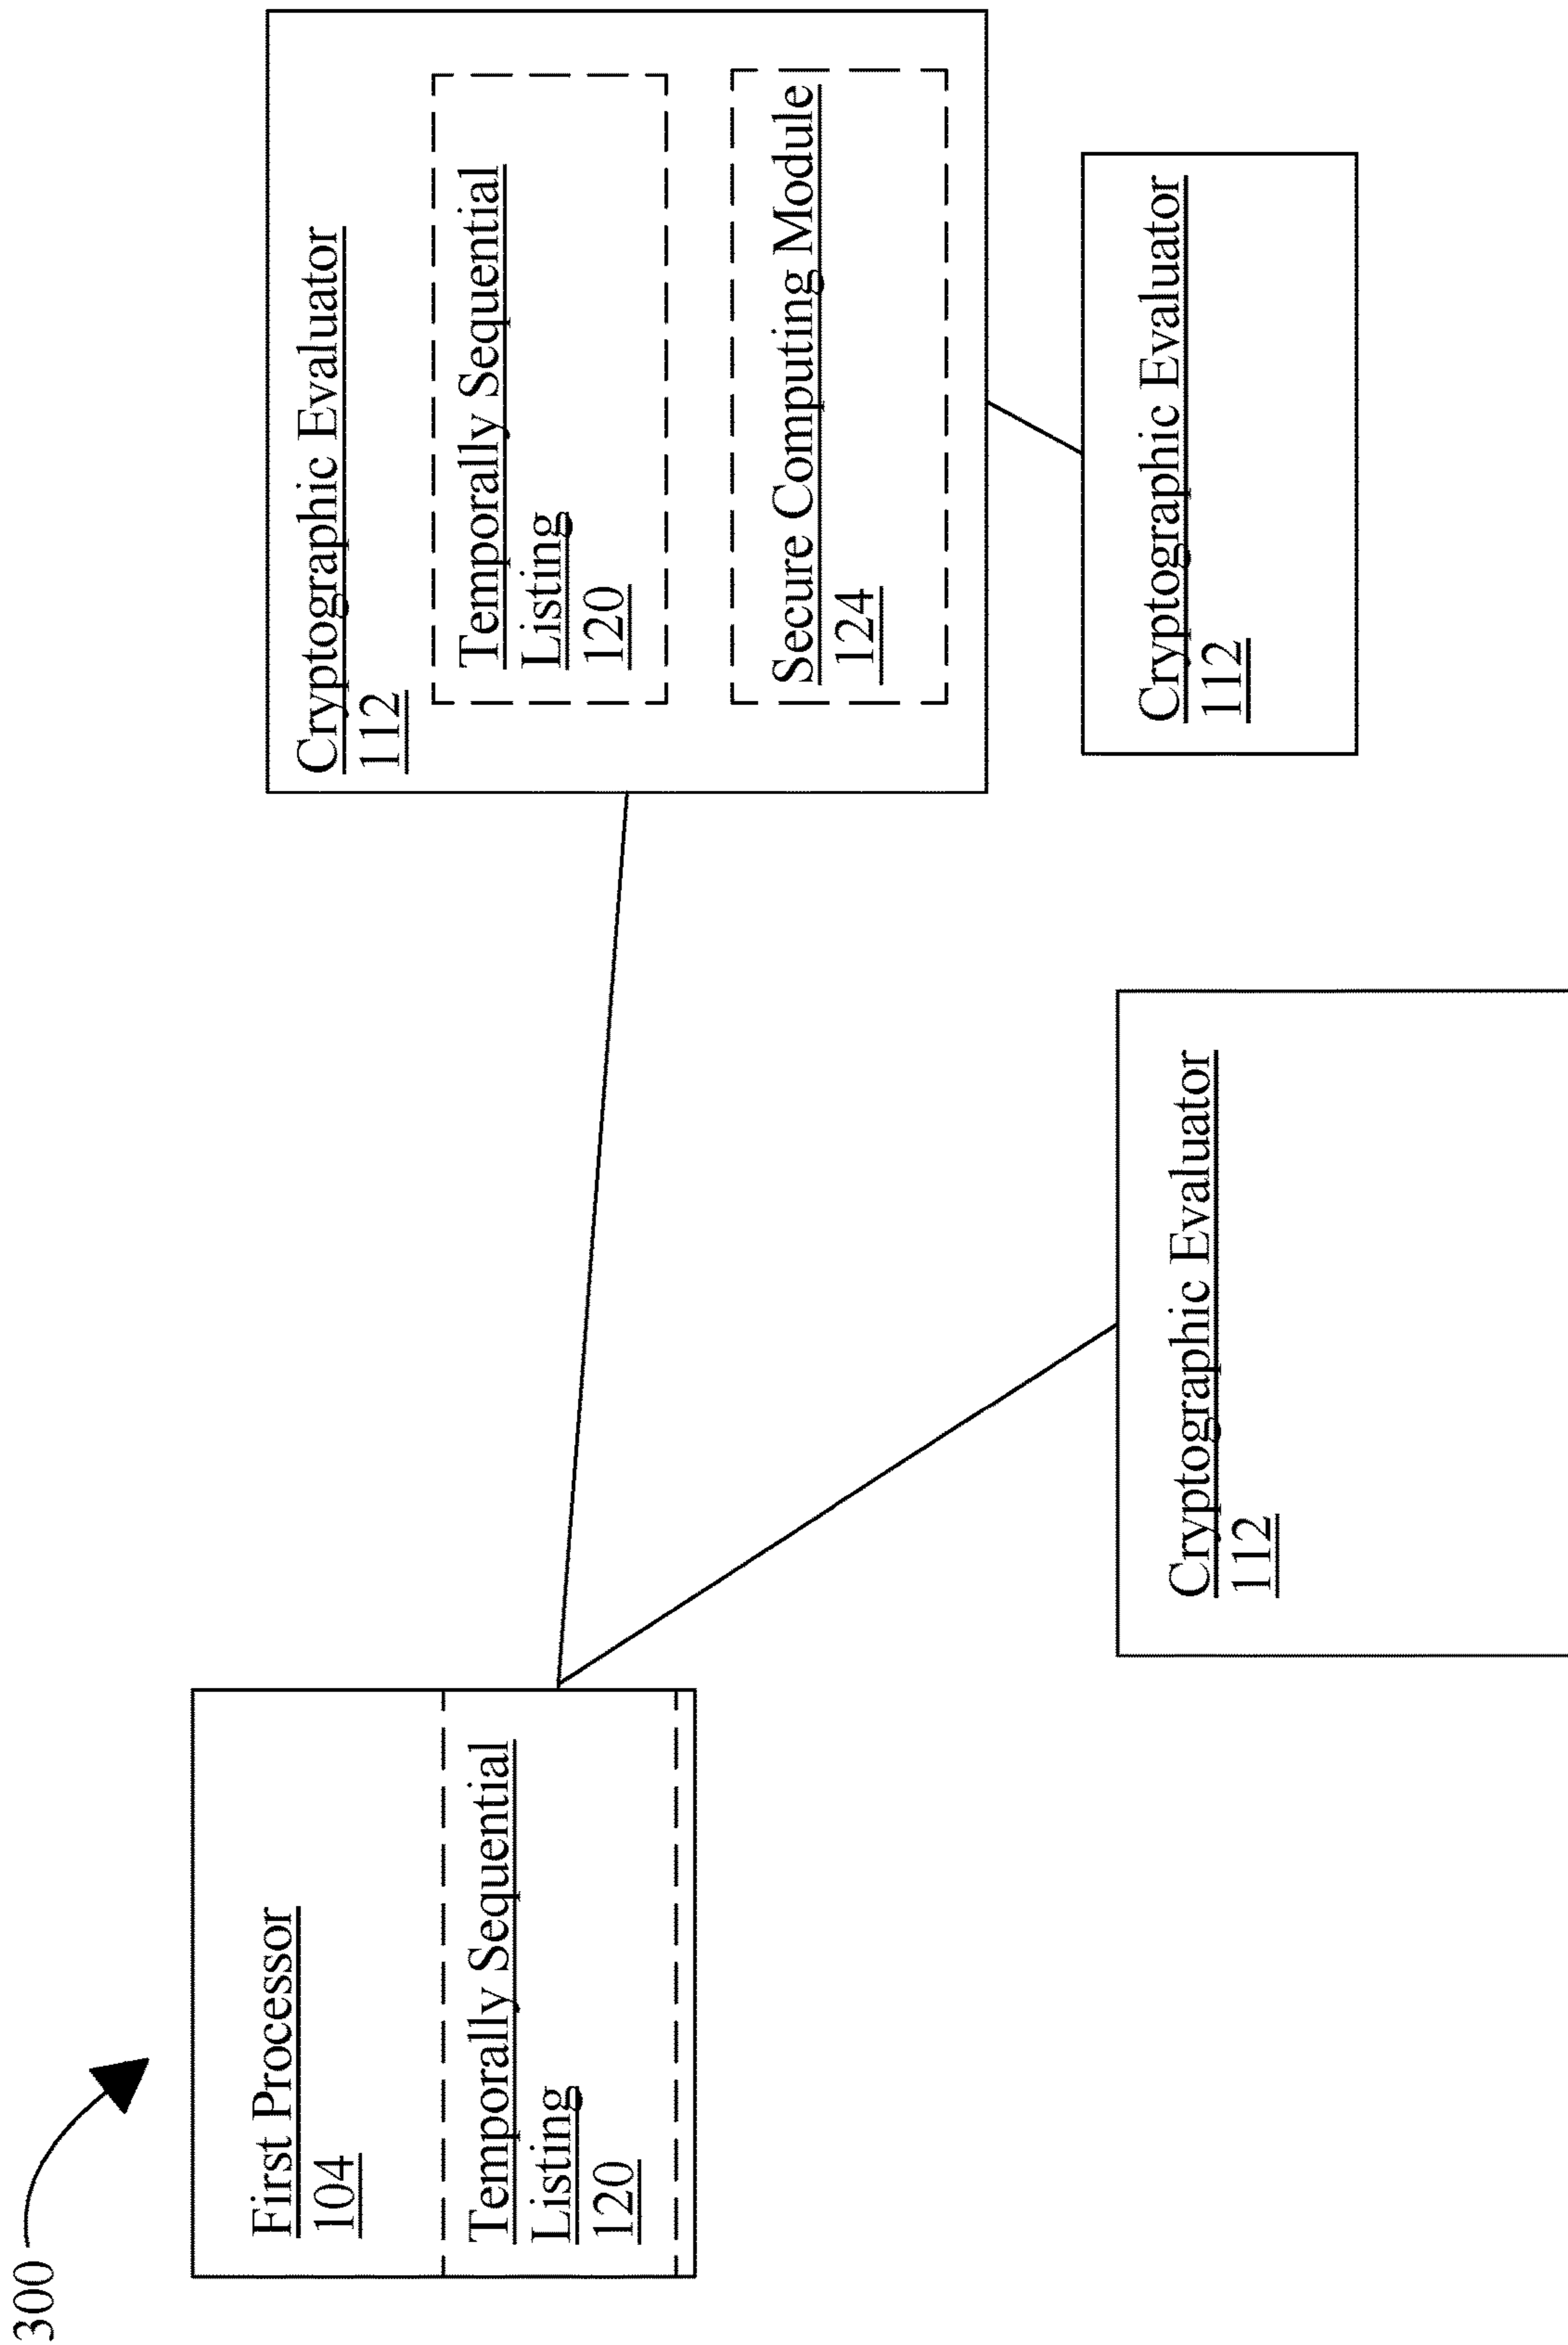 300
First Processor
104
Temporally Sequential
Listing
120
Cryptographic Evaluator
112
Temporally Sequential
Listing
120
Secure Computing Module
124
Cryptographic Evaluator
112
Cryptographic Evaluator
112